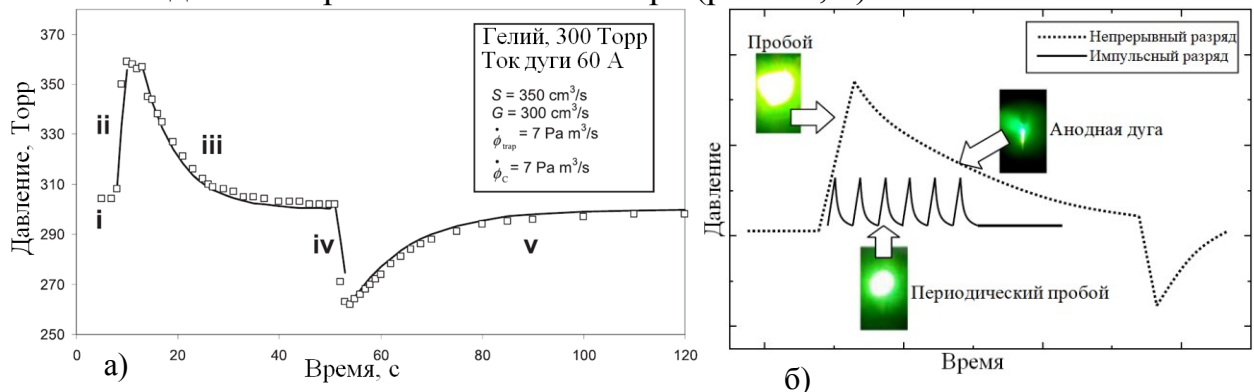 370
350
330
310
290
270
250
Давление, Торр
i
ii
iii
iv
v
Гелий, 300 Торр
Ток дуги 60 А
S = 350 cm³/s
G = 300 cm³/s
ϕ̇trap = 7 Pa m³/s
ϕ̇C = 7 Pa m³/s
0 20 40 60 80 100 120
а) Время, с
Пробой
Непрерывный разряд
Импульсный разряд
Анодная дуга
Давление
Периодический пробой
Время
б)